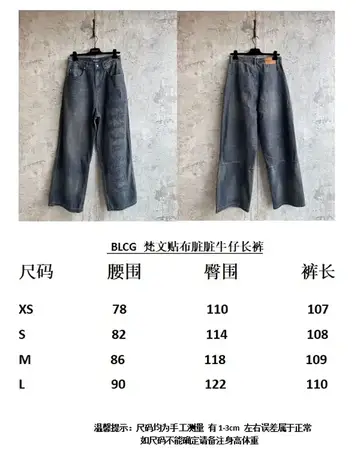 BLCG 梵文贴布脏脏牛仔长裤
尺码 腰围 臀围 裤长
XS 78 110 107
S 82 114 108
M 86 118 109
L 90 122 110
温馨提示：尺码均为手工测量 有1-3cm 左右误差属于正常
如尺码不能确定请备注身高体重